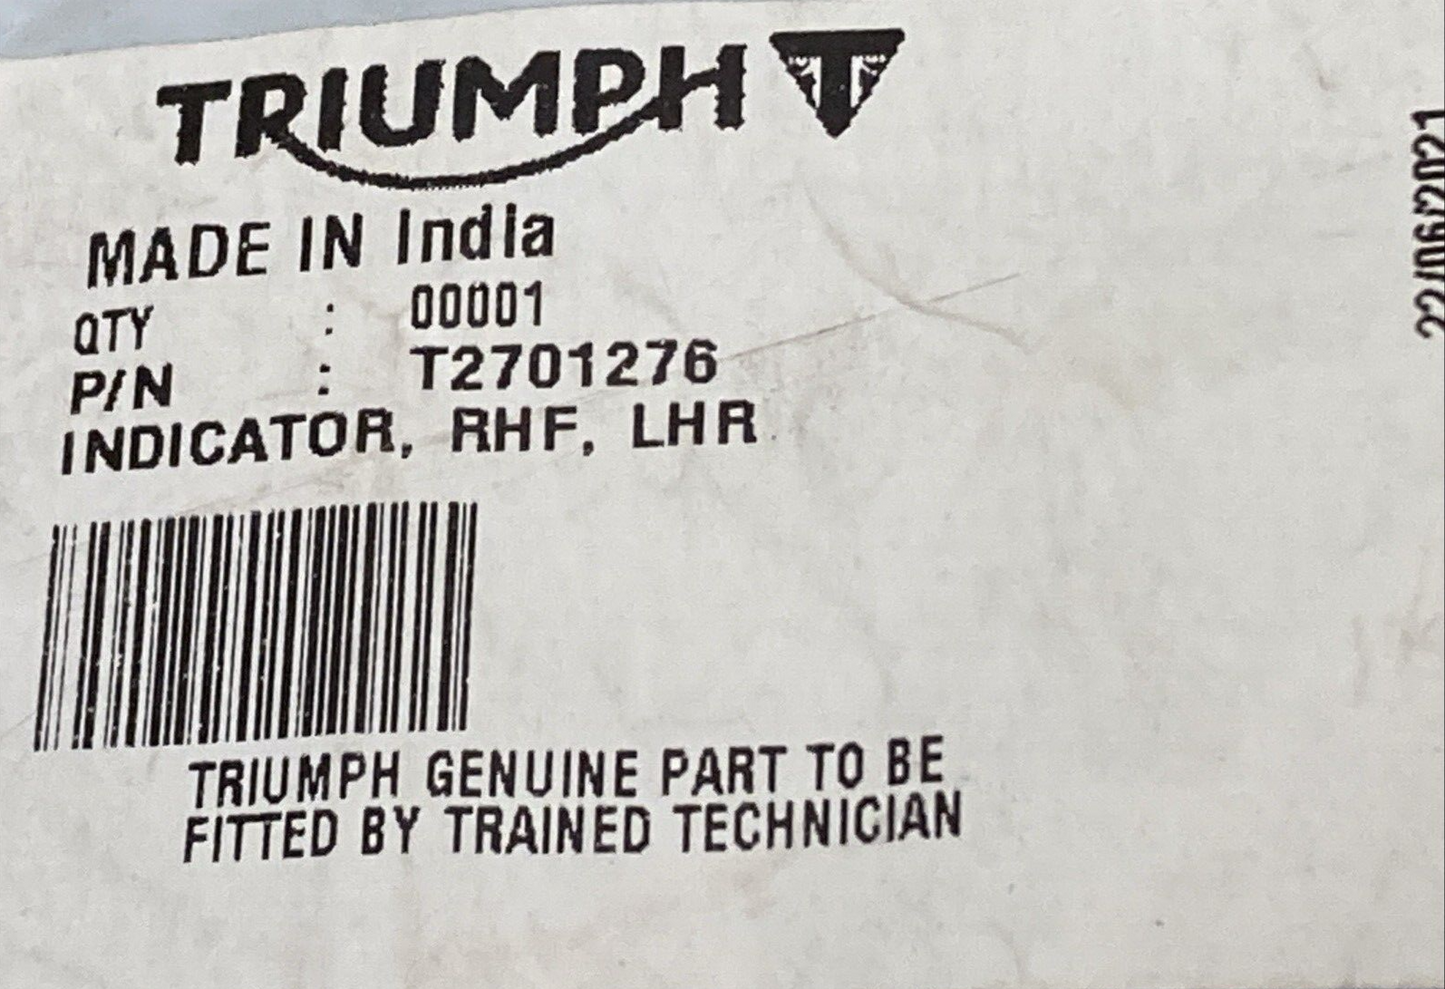 TRIUMPH T
MADE IN India
QTY : 00001
P/N : T2701276
INDICATOR, RHF, LHR
TRIUMPH GENUINE PART TO BE
FITTED BY TRAINED TECHNICIAN
22/06/2021